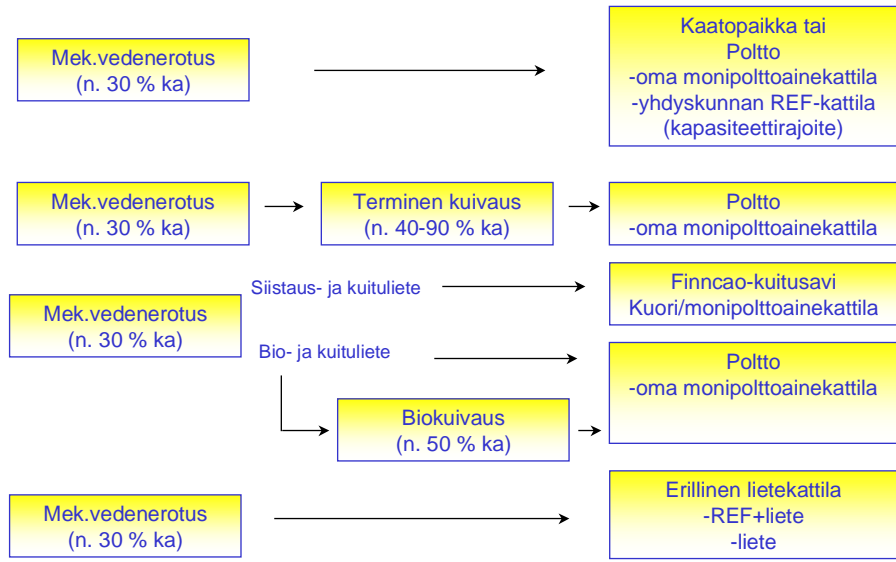 Mek.vedenerotus
(n. 30 % ka)
Kaatopaikka tai
Poltto
-oma monipolttoainekattila
-yhdyskunnan REF-kattila
(kapasiteettirajoite)
Mek.vedenerotus
(n. 30 % ka)
Terminen kuivaus
(n. 40-90 % ka)
Poltto
-oma monipolttoainekattila
Mek.vedenerotus
(n. 30 % ka)
Siistaus- ja kuituliete
Finncao-kuitusavi
Kuori/monipolttoainekattila
Bio- ja kuituliete
Poltto
-oma monipolttoainekattila
Biokuivaus
(n. 50 % ka)
Mek.vedenerotus
(n. 30 % ka)
Erillinen lietekattila
-REF+liete
-liete